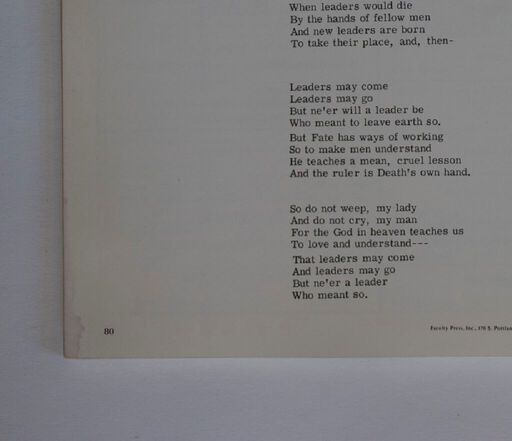 When leaders would die
By the hands of fellow men
And new leaders are born
To take their place, and, then-
Leaders may come
Leaders may go
But ne'er will a leader be
Who meant to leave earth so.
But Fate has ways of working
So to make men understand
He teaches a mean, cruel lesson
And the ruler is Death's own hand.
So do not weep, my lady
And do not cry, my man
For the God in heaven teaches us
To love and understand---
That leaders may come
And leaders may go
But ne'er a leader
Who meant so.
80
Faculty Press, Inc., 170 S. Portlan